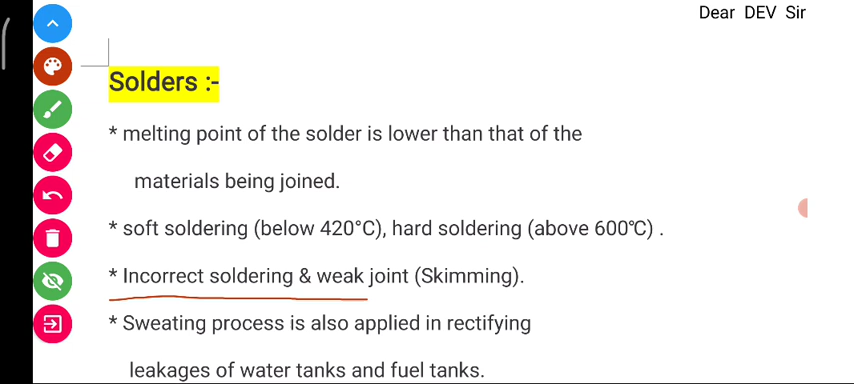 Dear DEV Sir
Solders :-
* melting point of the solder is lower than that of the
materials being joined.
* soft soldering (below 420°C), hard soldering (above 600℃) .
* Incorrect soldering & weak joint (Skimming).
* Sweating process is also applied in rectifying
leakages of water tanks and fuel tanks.